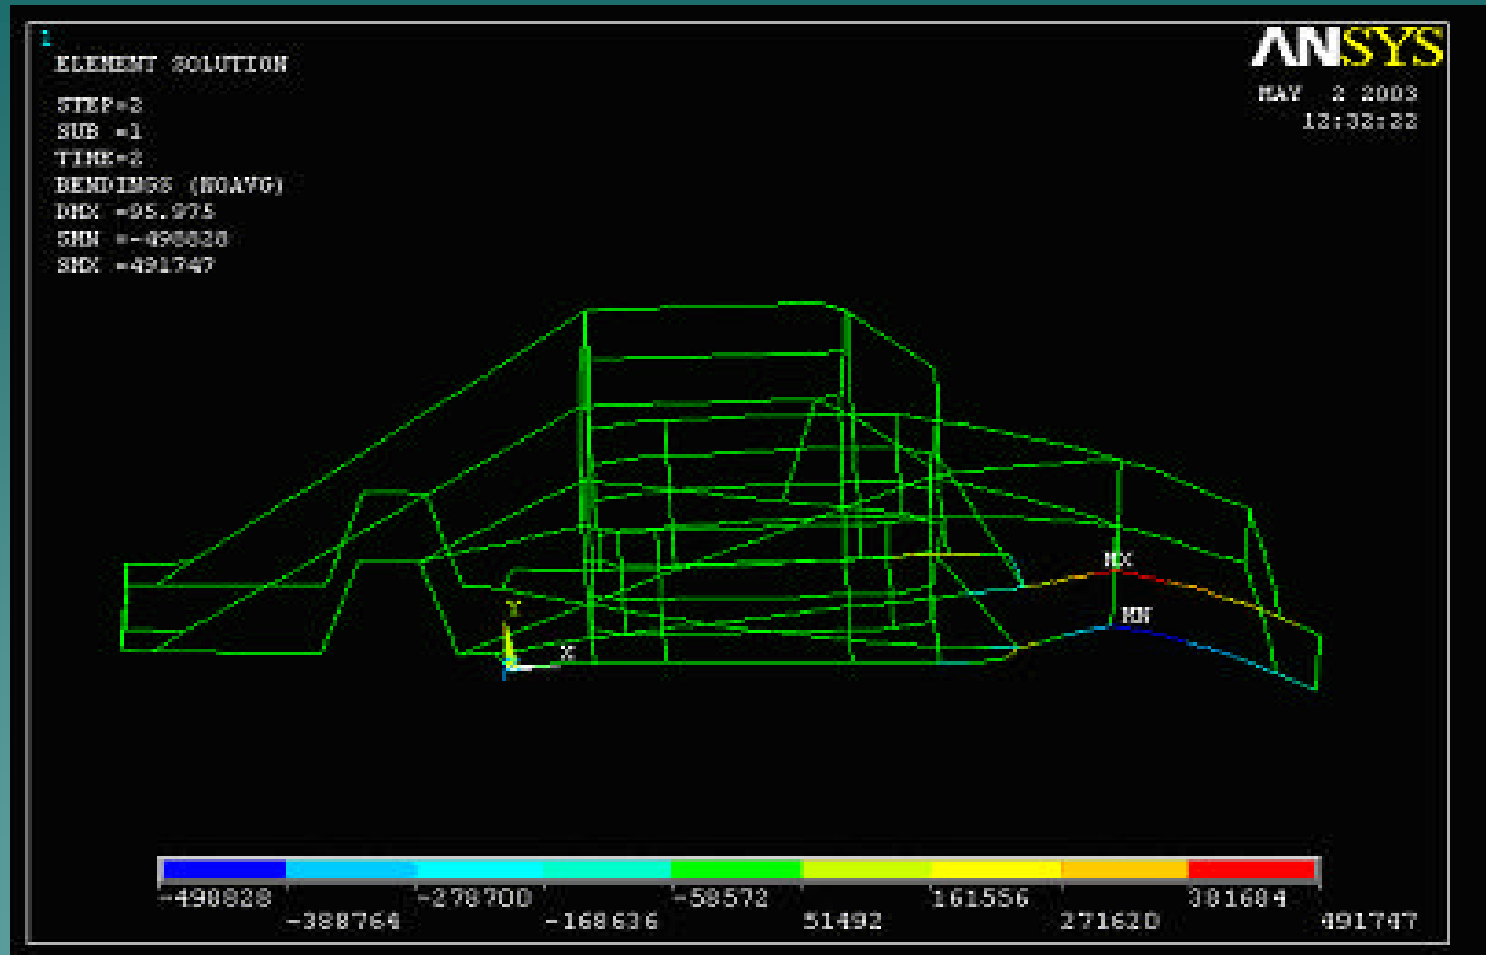 1
ELEMENT SOLUTION
STEP=2
SUB =1
TIME=2
BENDINGS (NOAVG)
DMX =95.975
SMN =-498828
SMX =491747
ANSYS
MAY 2 2003
12:32:22
MX
MN
Y
X
-498828
-388764
-278700
-168636
-58572
51492
161556
271620
381684
491747